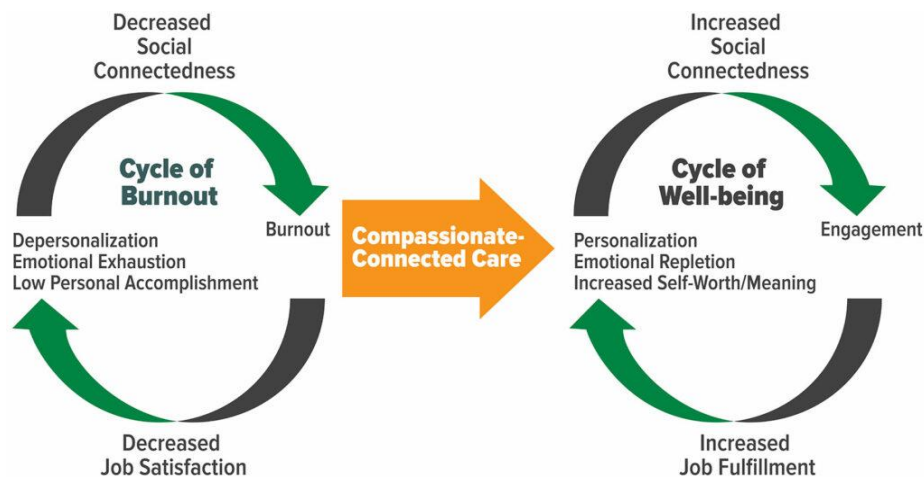 Decreased
Social
Connectedness
Cycle of
Burnout
Burnout
Depersonalization
Emotional Exhaustion
Low Personal Accomplishment
Decreased
Job Satisfaction
Compassionate-
Connected Care
Increased
Social
Connectedness
Cycle of
Well-being
Engagement
Personalization
Emotional Repletion
Increased Self-Worth/Meaning
Increased
Job Fulfillment